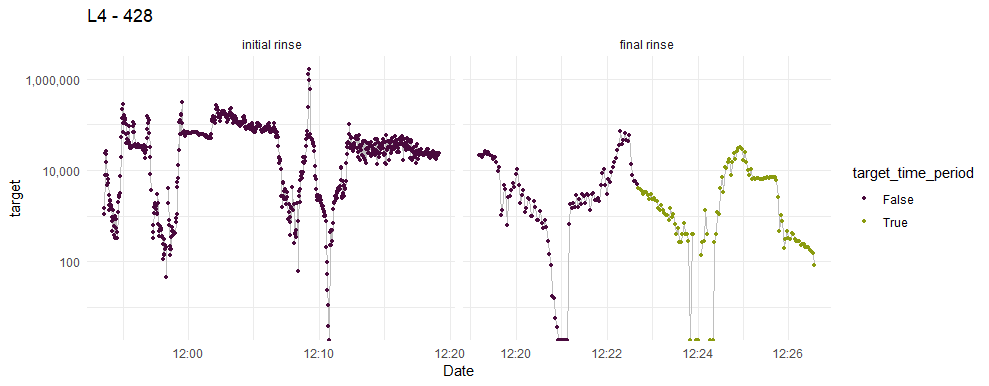 L4 - 428
initial rinse
final rinse
1,000,000
10,000
100
target
12:00
12:10
12:20
12:20
12:22
12:24
12:26
Date
target_time_period
False
True